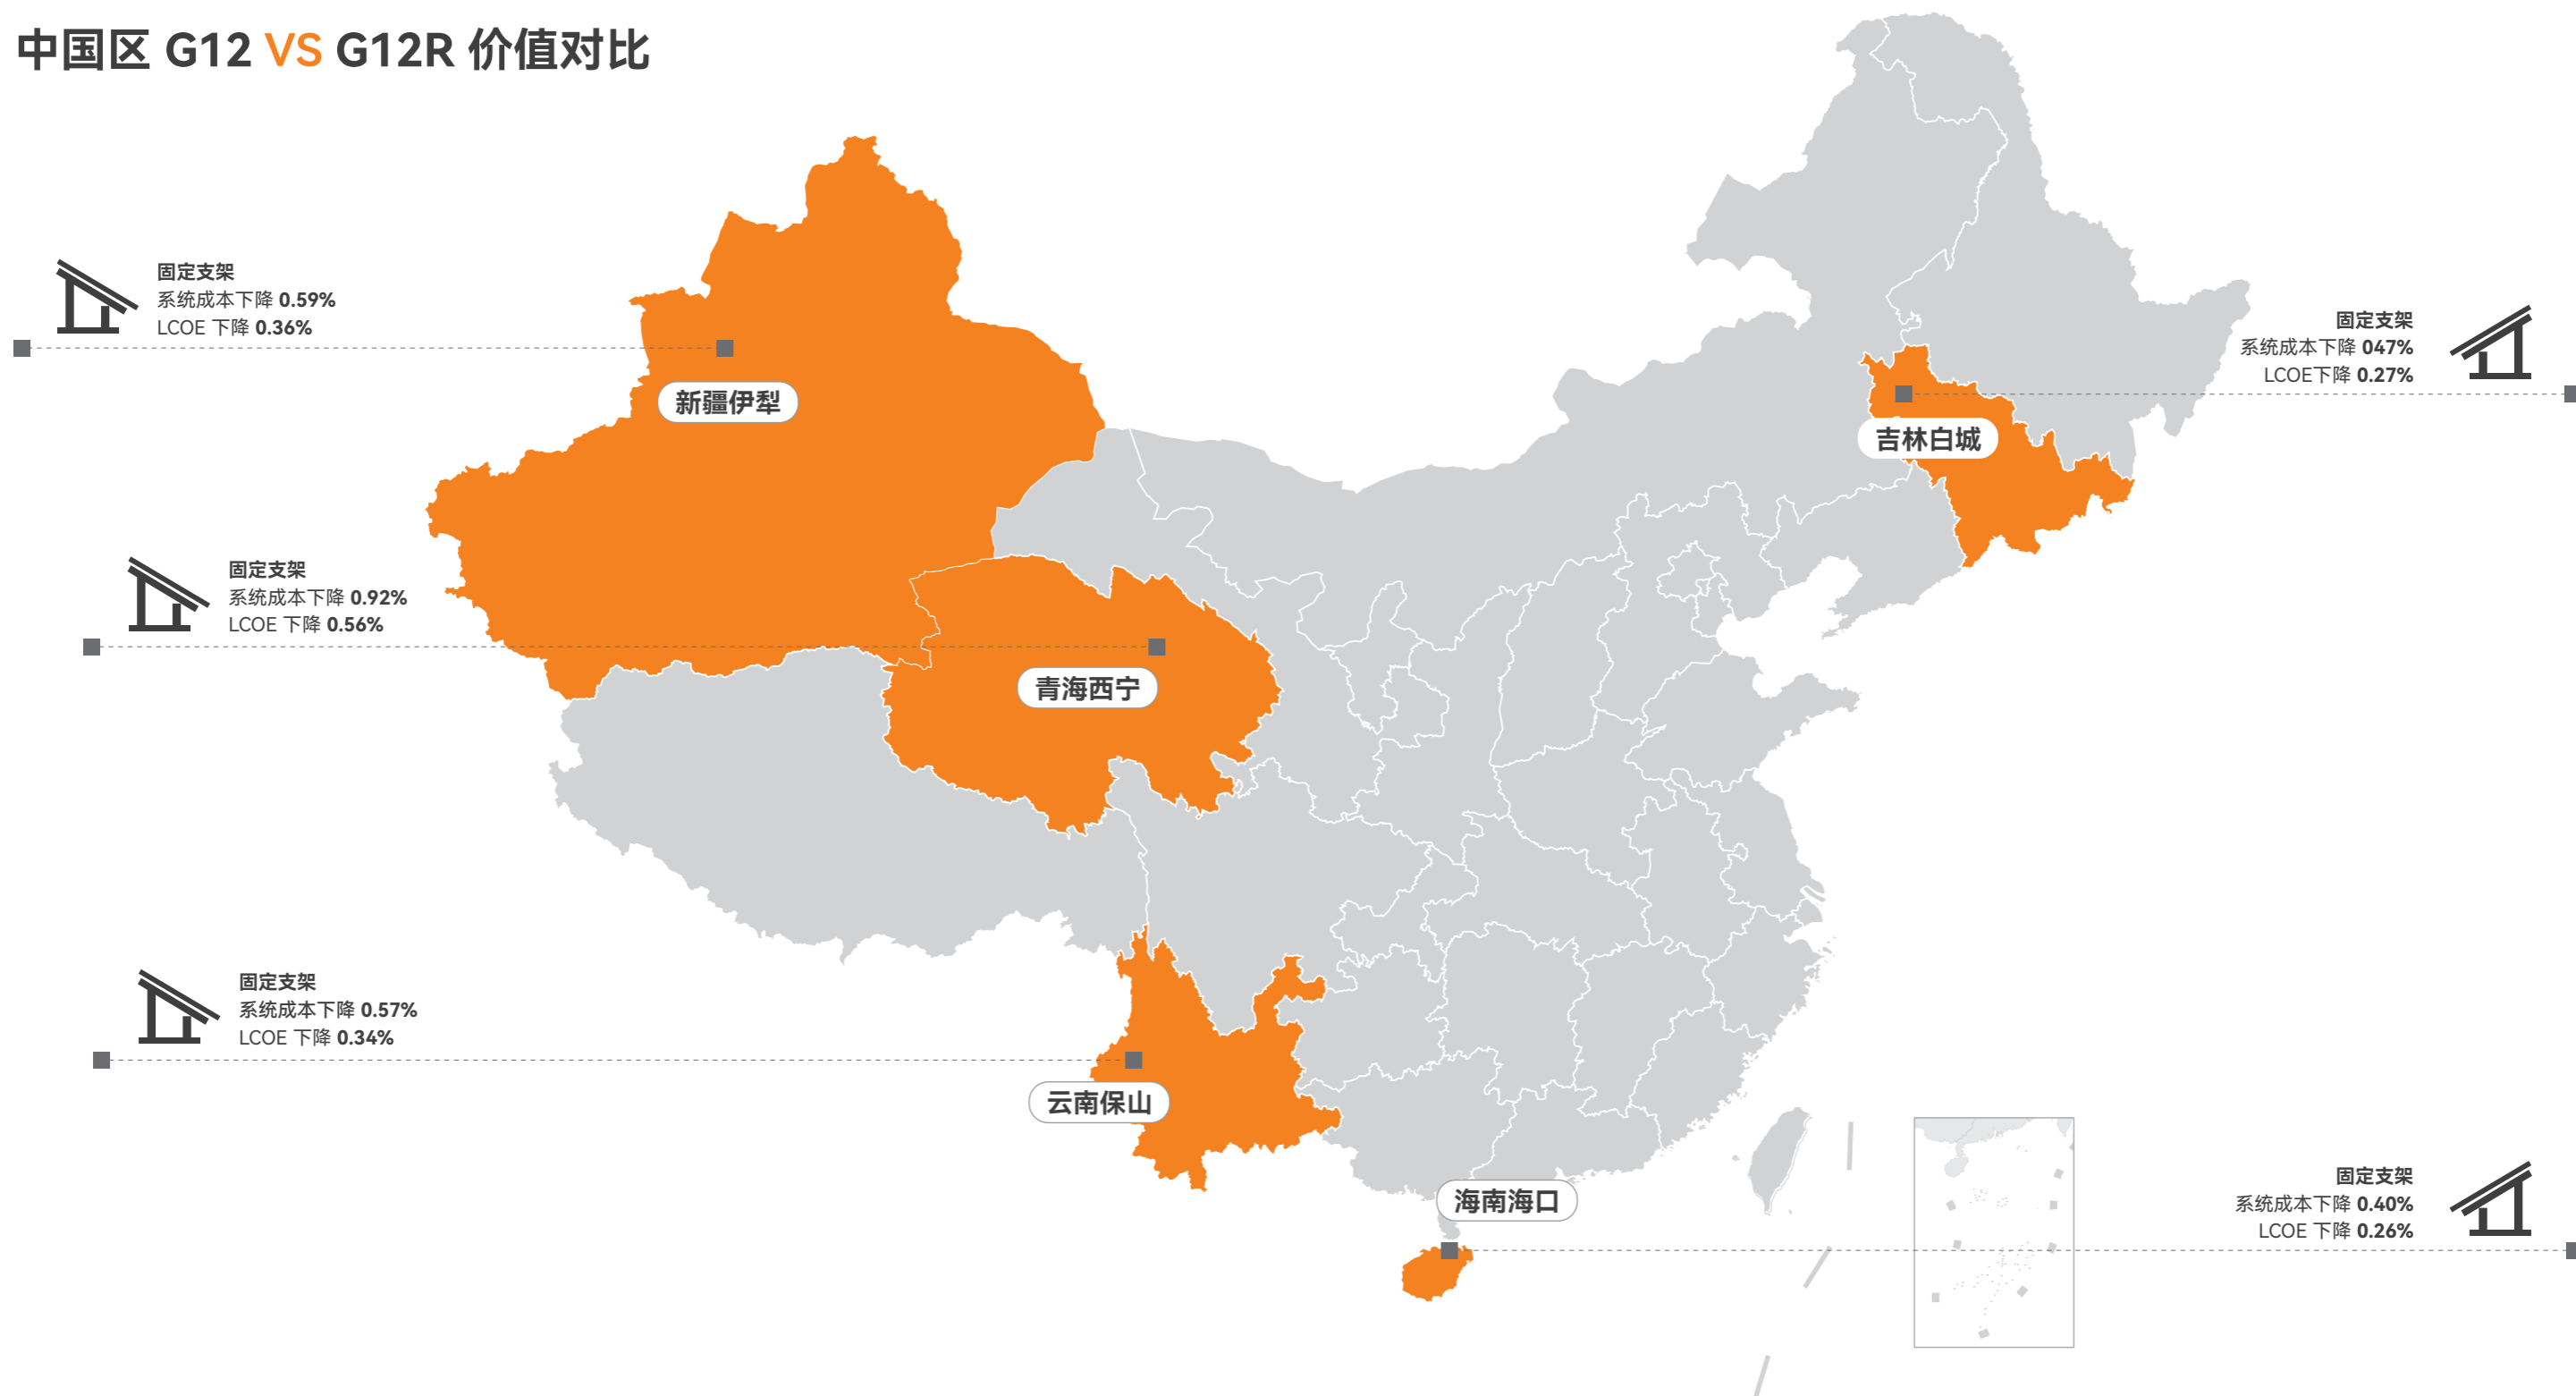 中国区 G12 VS G12R 价值对比
固定支架
系统成本下降 0.59%
LCOE 下降 0.36%
新疆伊犁
固定支架
系统成本下降 047%
LCOE下降 0.27%
吉林白城
固定支架
系统成本下降 0.92%
LCOE 下降 0.56%
青海西宁
固定支架
系统成本下降 0.57%
LCOE 下降 0.34%
云南保山
固定支架
系统成本下降 0.40%
LCOE 下降 0.26%
海南海口